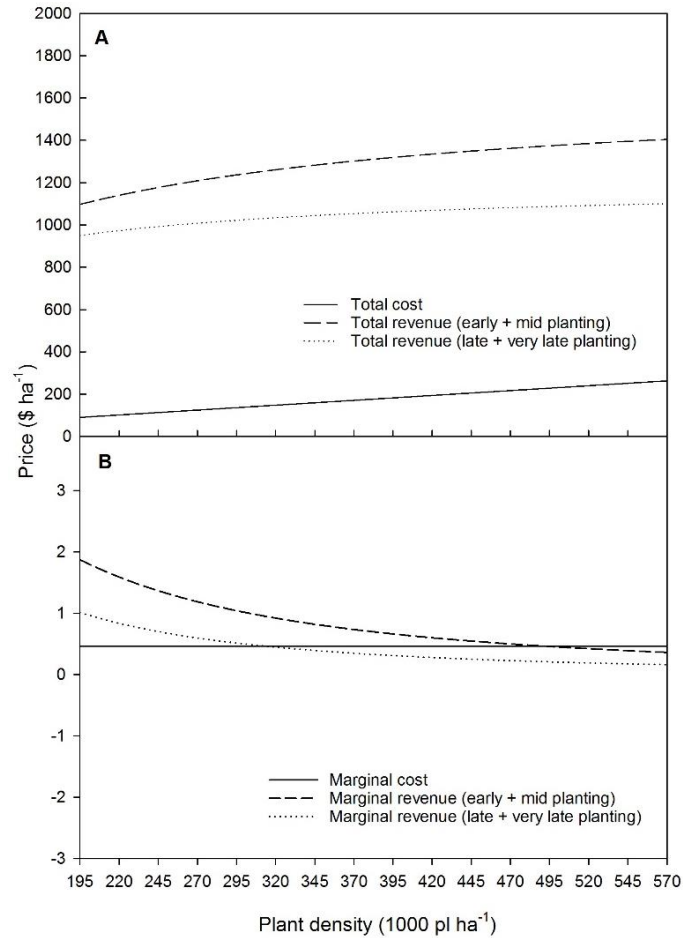 2000
A
1800
1600
1400
1200
1000
800
Total cost
Total revenue (early + mid planting)
Total revenue (late + very late planting)
600
400
200
0
Price ($ ha⁻¹)
B
3
2
1
0
-1
-2
-3
Marginal cost
Marginal revenue (early + mid planting)
Marginal revenue (late + very late planting)
195 220 245 270 295 320 345 370 395 420 445 470 495 520 545 570
Plant density (1000 pl ha⁻¹)